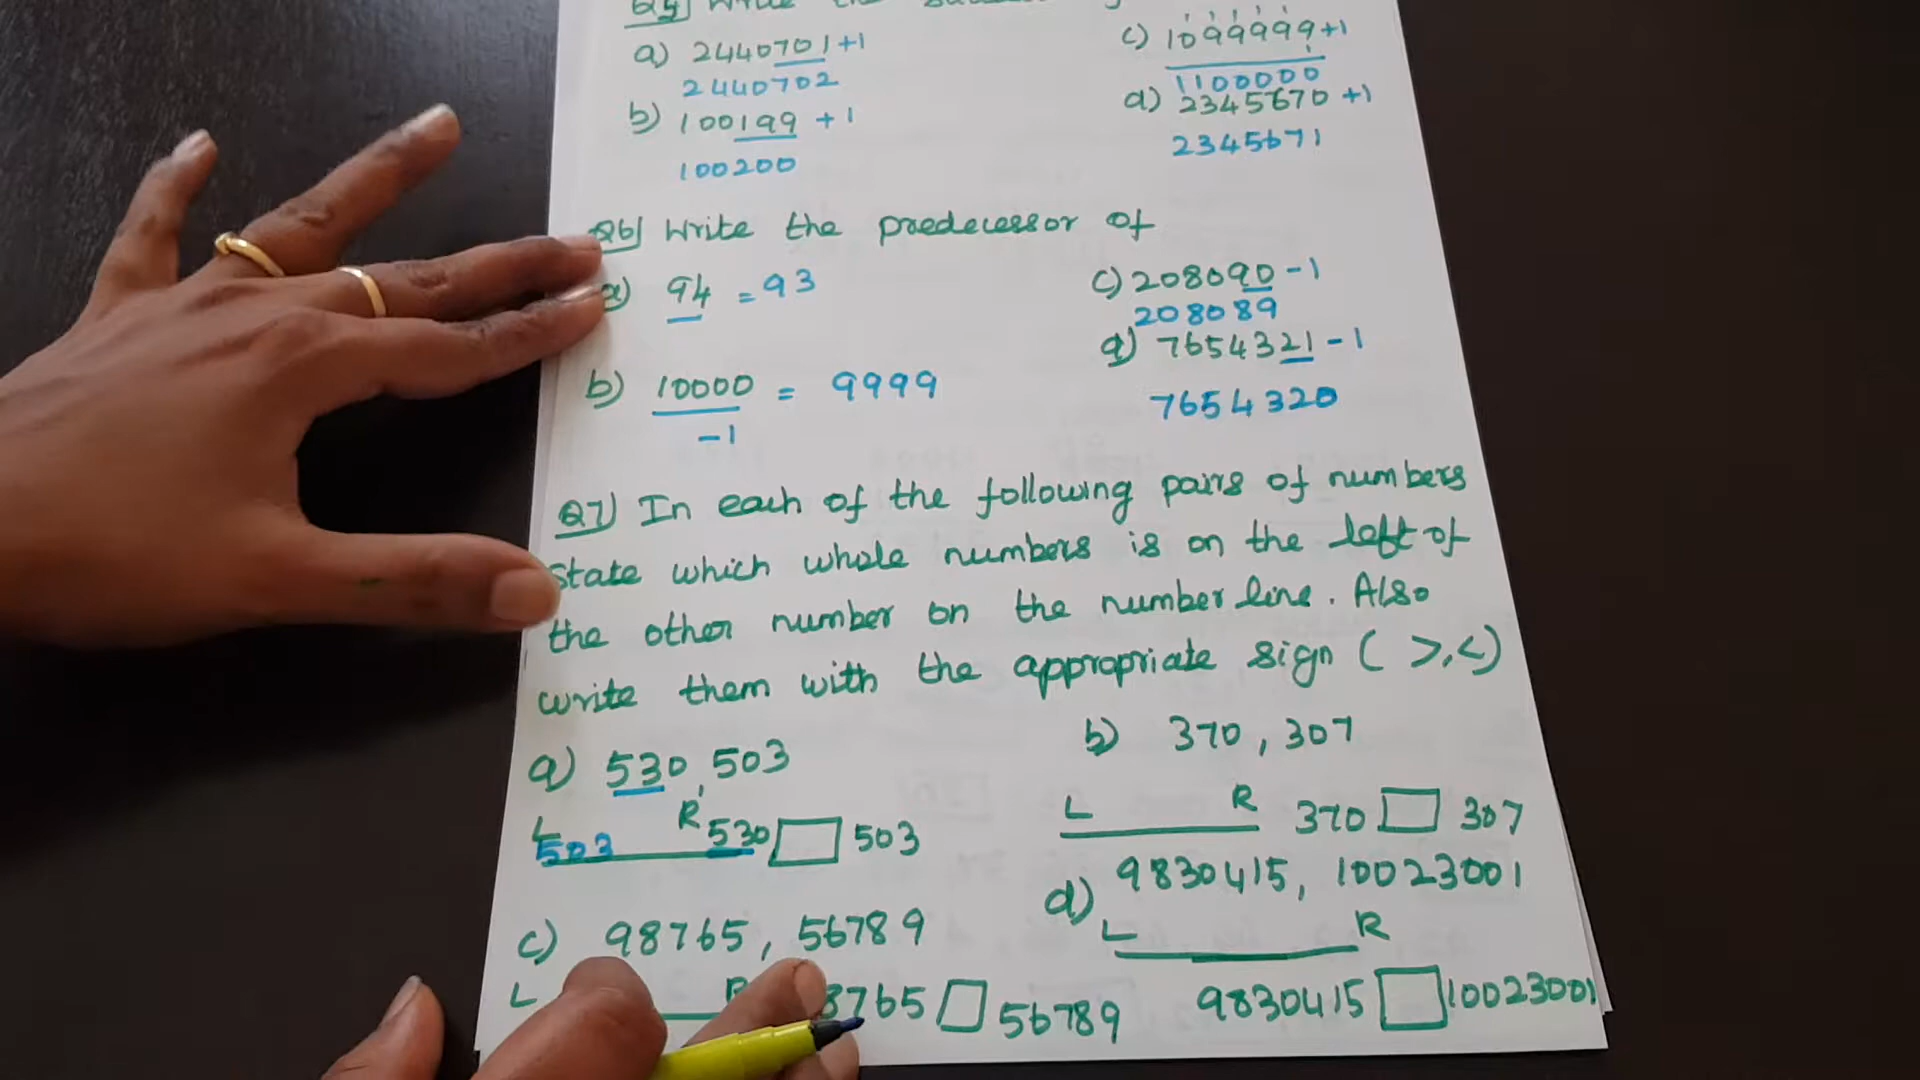 Write the
a) 2440701+1
2440702
b) 100199 + 1
100200
c) 1099999+1
1100000
d) 2345670 +1
2345671
Q6) Write the predecessor of
a) 94 = 93
b) 10000 = 9999
-1
c) 208090 -1
208089
d) 7654321 -1
7654320
Q7) In each of the following pairs of numbers
state which whole numbers is on the left of
the other number on the number line. Also
write them with the appropriate sign ( >,<)
a) 530, 503
L R
503 530 □ 503
b) 370, 307
L R 370 □ 307
c) 98765, 56789
L R 8765 □ 56789
d) 9830415, 10023001
L R
9830415 □ 10023001